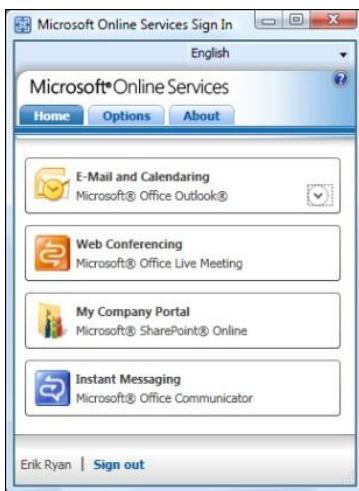 Microsoft Online Services Sign In
English
Microsoft® Online Services
Home Options About
E-Mail and Calendaring
Microsoft® Office Outlook®
Web Conferencing
Microsoft® Office Live Meeting
My Company Portal
Microsoft® SharePoint® Online
Instant Messaging
Microsoft® Office Communicator
Erik Ryan | Sign out